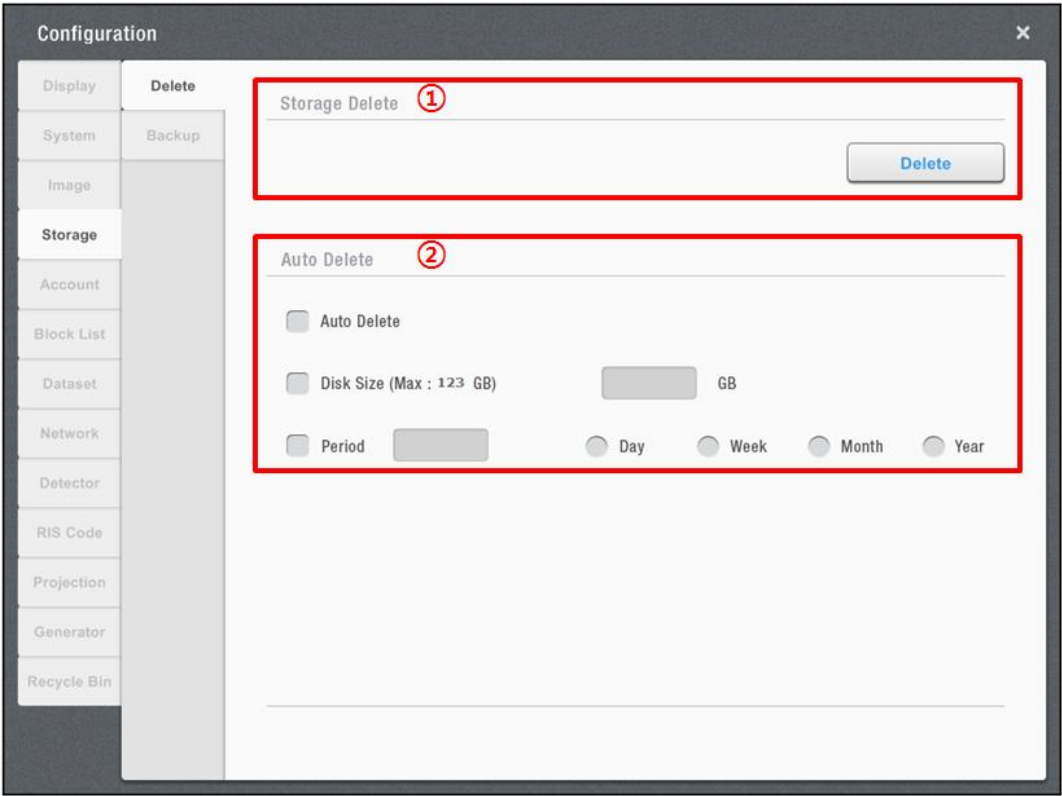 Configuration ×
Display
System
Image
Storage
Account
Block List
Dataset
Network
Detector
RIS Code
Projection
Generator
Recycle Bin
Delete
Backup
Storage Delete ①
Delete
Auto Delete ②
Auto Delete
Disk Size (Max : 123 GB) GB
Period Day Week Month Year